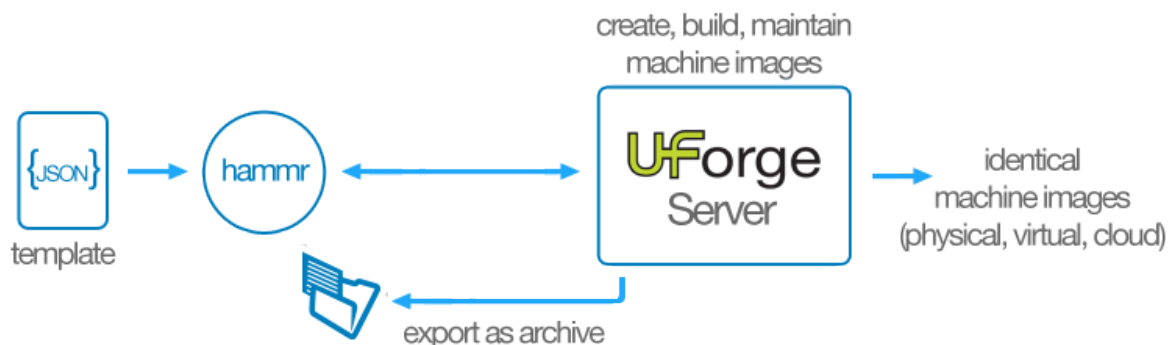 create, build, maintain
machine images
{JSON}
template
hammr
UForge
Server
identical
machine images
(physical, virtual, cloud)
export as archive